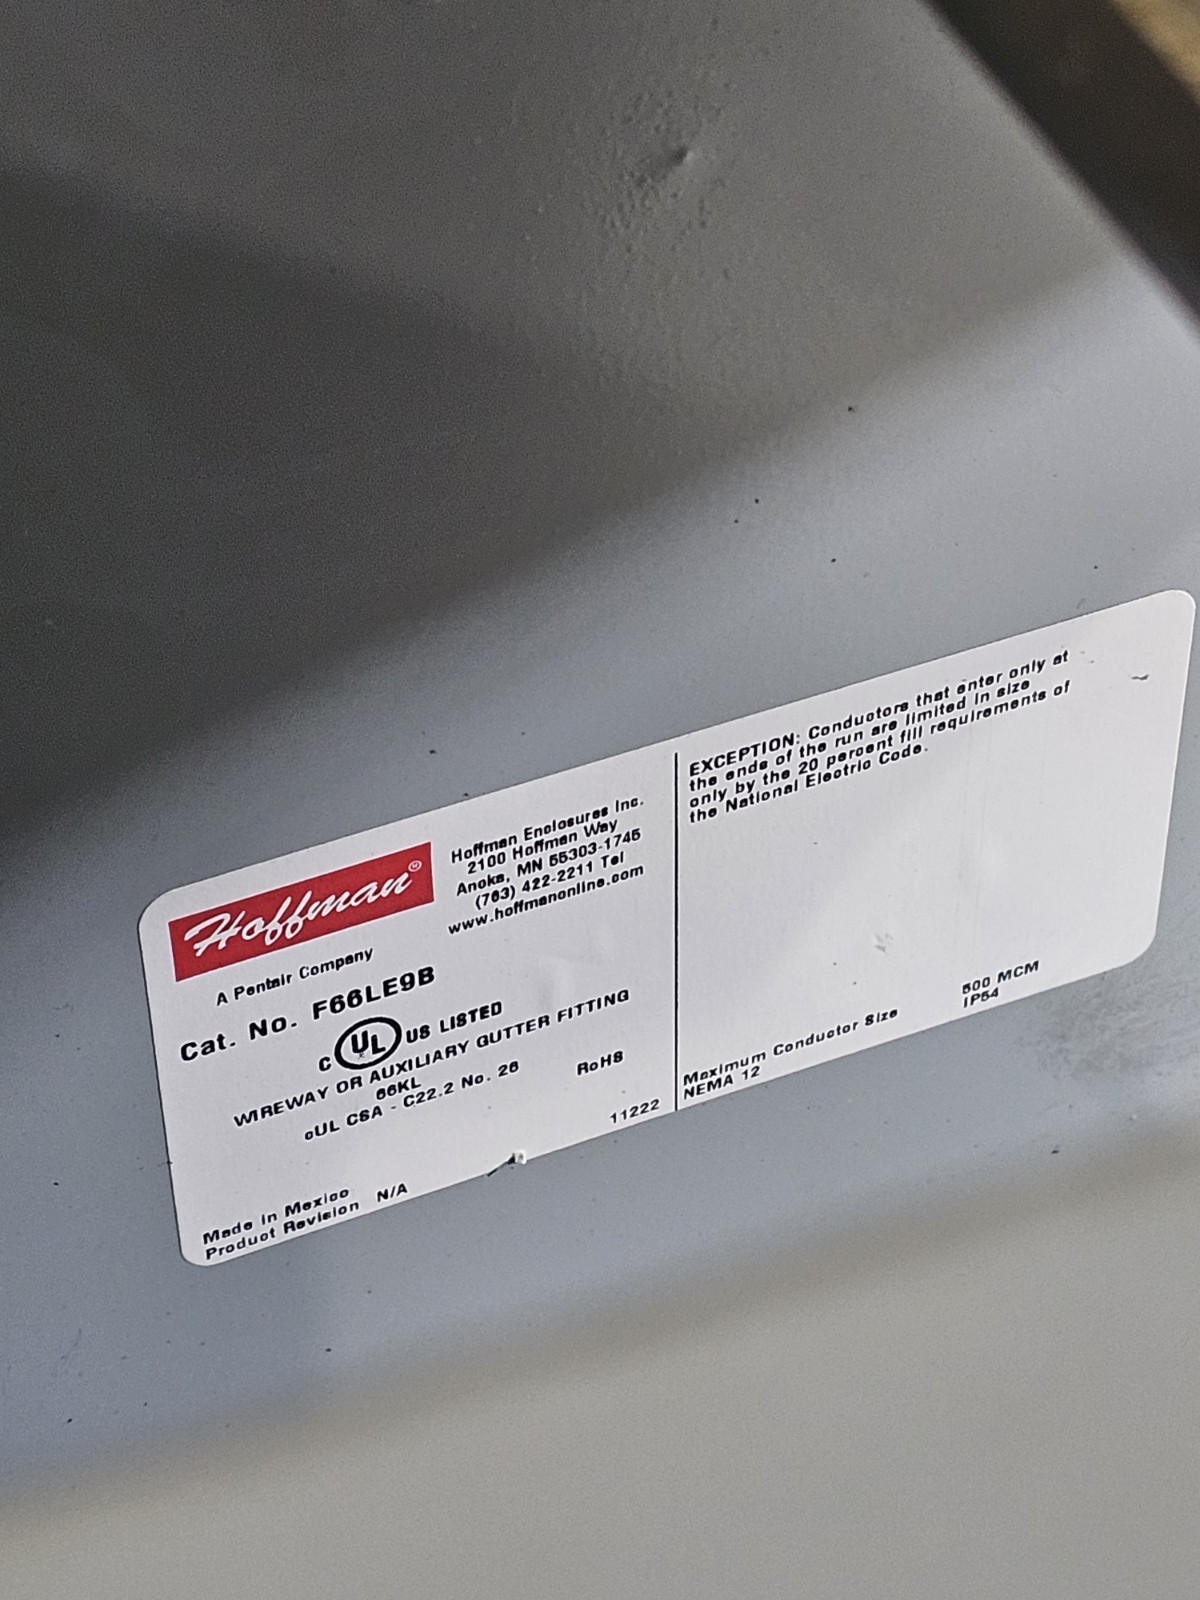 Hoffman®
A Pentair Company
Hoffman Enclosures Inc.
2100 Hoffman Way
Anoka, MN 55303-1745
(763) 422-2211 Tel
www.hoffmanonline.com
Cat. No. F66LE9B
C UL US LISTED
WIREWAY OR AUXILIARY GUTTER FITTING
66KL
cUL CSA - C22.2 No. 26
RoHS
11222
Made in Mexico
Product Revision N/A
EXCEPTION: Conductors that enter only at
the ends of the run are limited in size
only by the 20 percent fill requirements of
the National Electric Code.
Maximum Conductor Size 500 MCM
NEMA 12 IP54